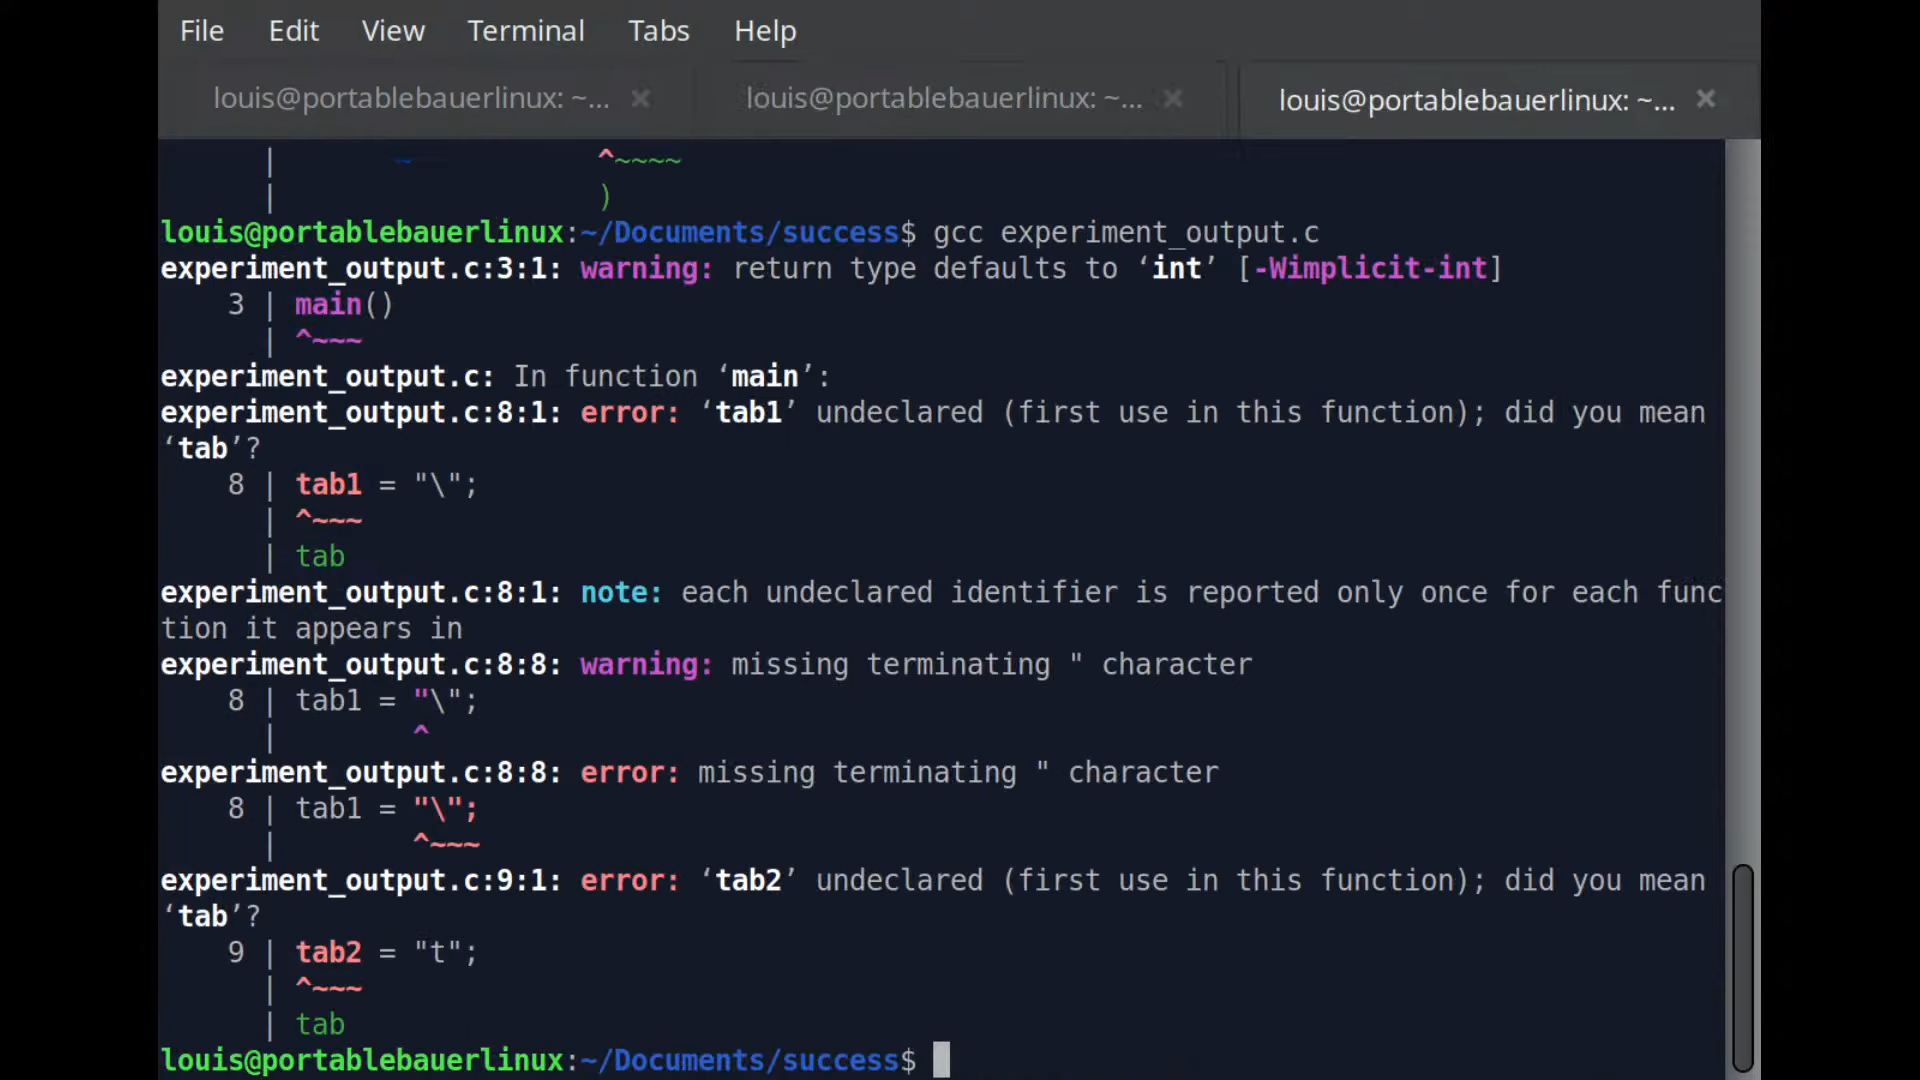 File Edit View Terminal Tabs Help
louis@portablebauerlinux: ~... × louis@portablebauerlinux: ~... × louis@portablebauerlinux: ~... ×
| ~ ^~~~~
| )
louis@portablebauerlinux:~/Documents/success$ gcc experiment_output.c
experiment_output.c:3:1: warning: return type defaults to ‘int’ [-Wimplicit-int]
3 | main()
| ^~~~
experiment_output.c: In function ‘main’:
experiment_output.c:8:1: error: ‘tab1’ undeclared (first use in this function); did you mean
‘tab’?
8 | tab1 = "\";
| ^~~~
| tab
experiment_output.c:8:1: note: each undeclared identifier is reported only once for each func
tion it appears in
experiment_output.c:8:8: warning: missing terminating " character
8 | tab1 = "\";
| ^
experiment_output.c:8:8: error: missing terminating " character
8 | tab1 = "\";
| ^~~~
experiment_output.c:9:1: error: ‘tab2’ undeclared (first use in this function); did you mean
‘tab’?
9 | tab2 = "t";
| ^~~~
| tab
louis@portablebauerlinux:~/Documents/success$